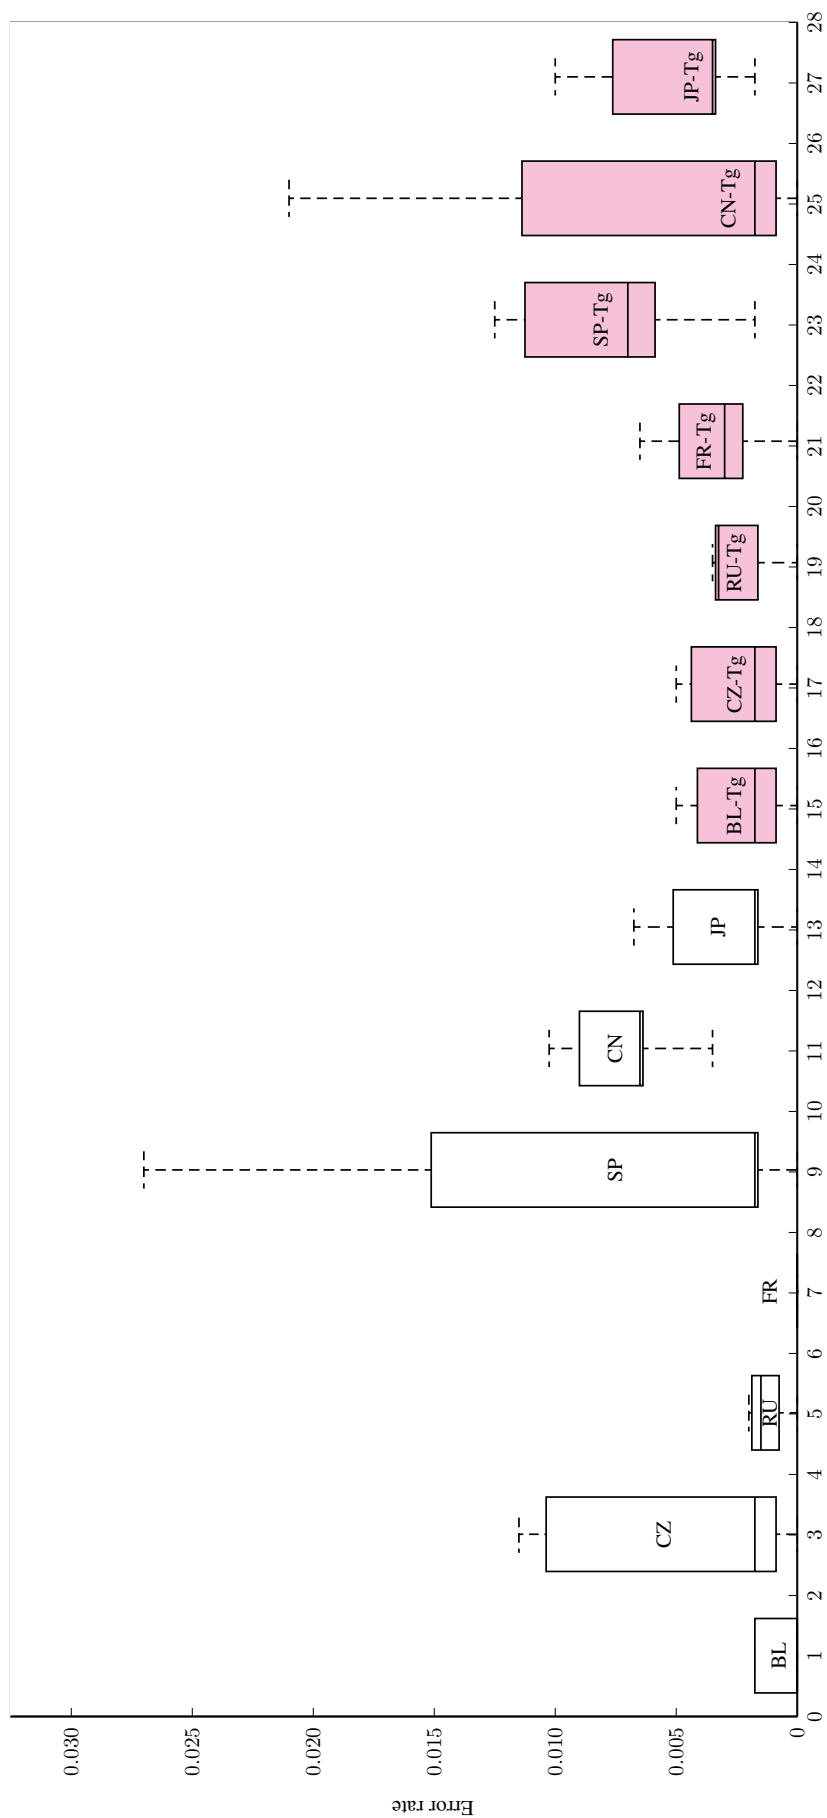 Error rate
0.030
0.025
0.020
0.015
0.010
0.005
0
BL
CZ
RU
FR
SP
CN
JP
BL-Tg
CZ-Tg
RU-Tg
FR-Tg
SP-Tg
CN-Tg
JP-Tg
0 1 2 3 4 5 6 7 8 9 10 11 12 13 14 15 16 17 18 19 20 21 22 23 24 25 26 27 28